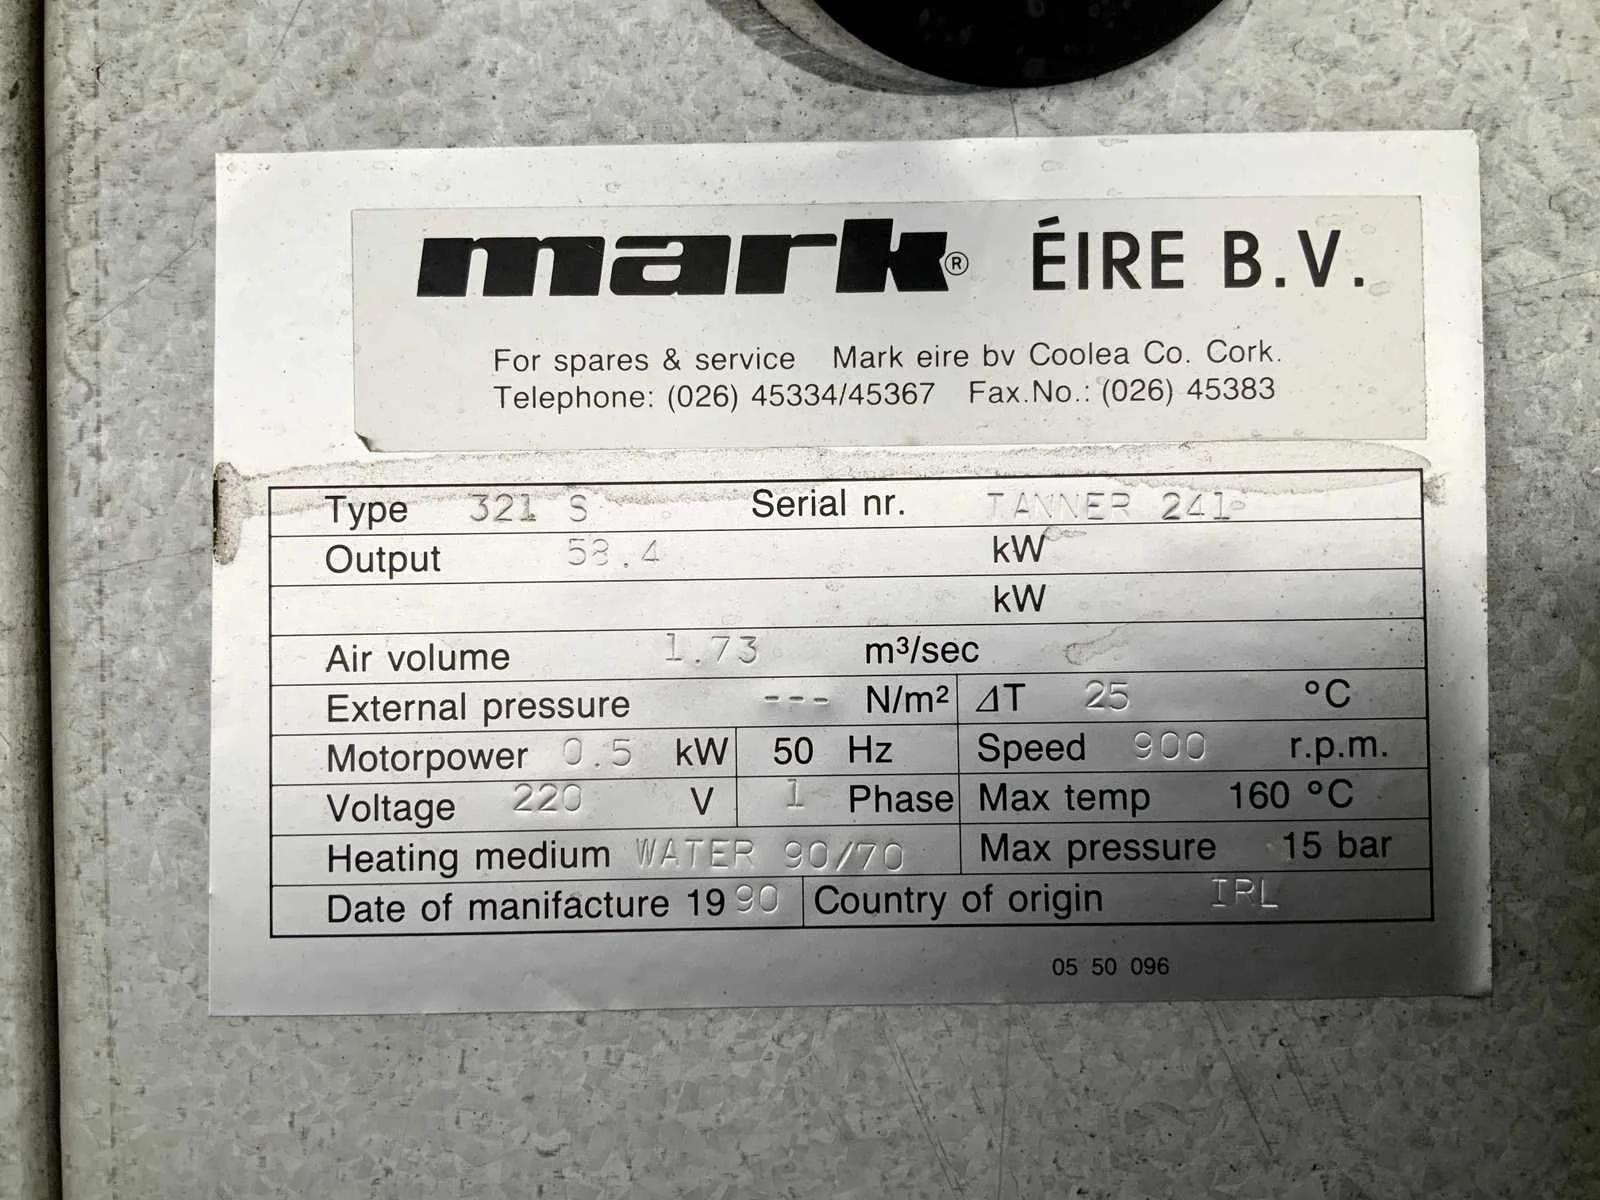 mark® ÉIRE B.V.
For spares & service Mark eire bv Coolea Co. Cork.
Telephone: (026) 45334/45367 Fax.No.: (026) 45383
Type 321 S Serial nr. TANNER 241
Output 58.4 kW
kW
Air volume 1.73 m³/sec
External pressure --- N/m² ΔT 25 °C
Motorpower 0.5 kW 50 Hz Speed 900 r.p.m.
Voltage 220 V 1 Phase Max temp 160 °C
Heating medium WATER 90/70 Max pressure 15 bar
Date of manifacture 1990 Country of origin IRL
05 50 096